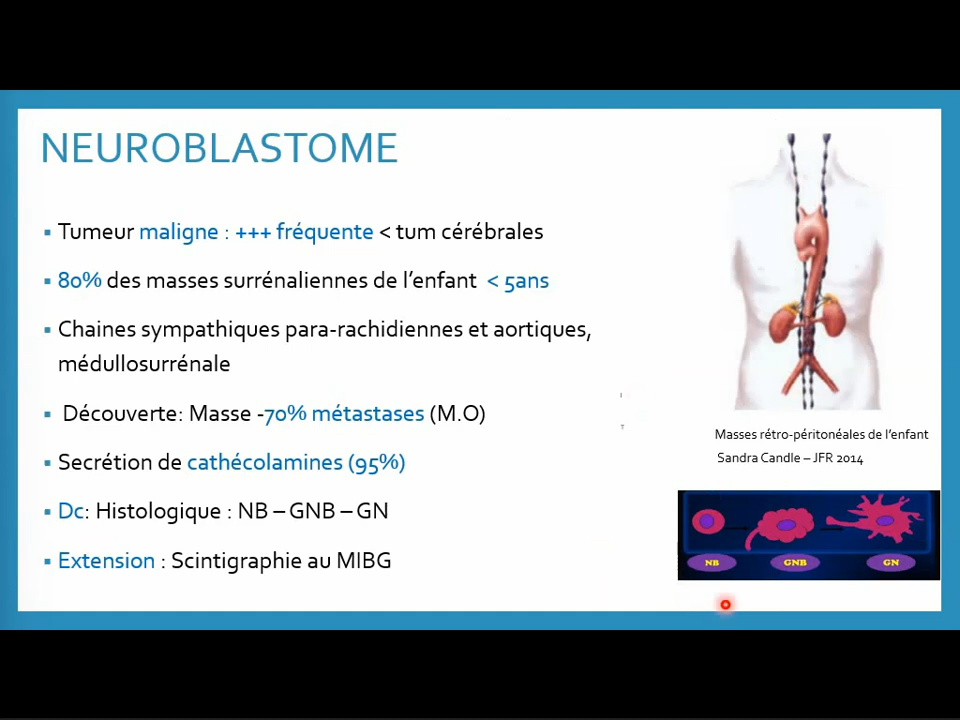 NEUROBLASTOME
Tumeur maligne : +++ fréquente < tum cérébrales
80% des masses surrénaliennes de l'enfant < 5ans
Chaines sympathiques para-rachidiennes et aortiques,
médullosurrénale
Découverte: Masse -70% métastases (M.O)
Secrétion de cathécolamines (95%)
Dc: Histologique : NB – GNB – GN
Extension : Scintigraphie au MIBG
Masses rétro-péritonéales de l'enfant
Sandra Candle – JFR 2014
NB GNB GN